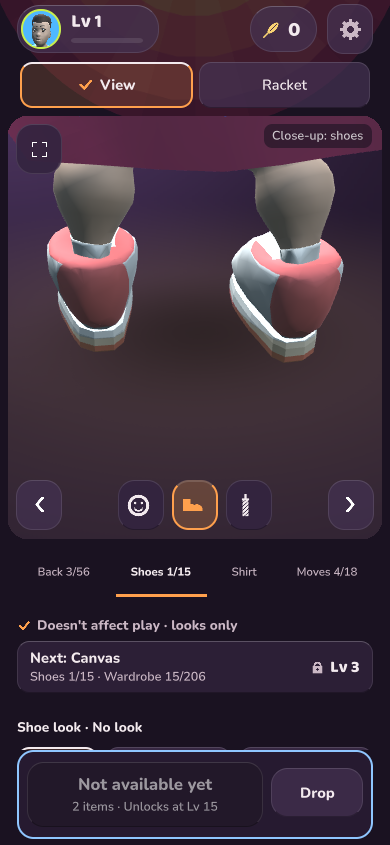 Lv 1
0
View
Racket
Close-up: shoes
Back 3/56
Shoes 1/15
Shirt
Moves 4/18
Doesn't affect play · looks only
Next: Canvas
Shoes 1/15 · Wardrobe 15/206
Lv 3
Shoe look · No look
Not available yet
2 items · Unlocks at Lv 15
Drop